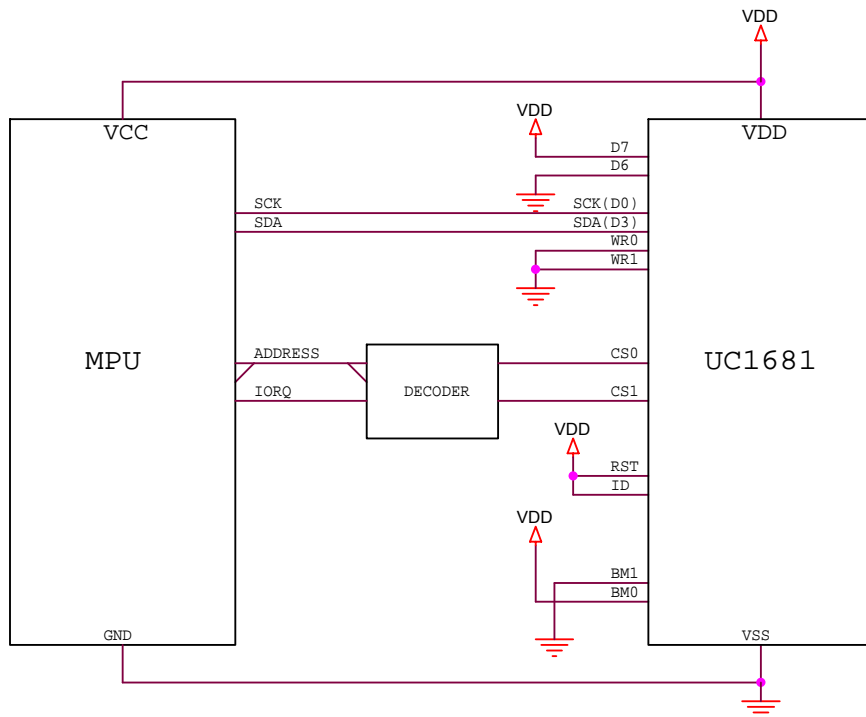 VDD
VDD
VCC
VDD
D7
D6
SCK
SCK(D0)
SDA
SDA(D3)
WR0
WR1
MPU
ADDRESS
DECODER
CS0
UC1681
IORQ
CS1
VDD
RST
ID
VDD
BM1
BM0
GND
VSS